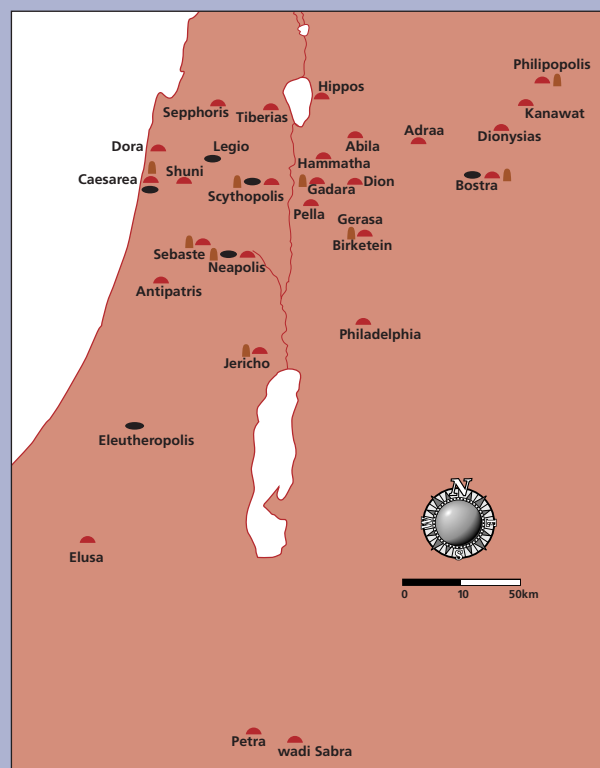 Philipopolis
Hippos
Kanawat
Sepphoris
Tiberias
Adraa
Dionysias
Dora
Legio
Abila
Hammatha
Shuni
Caesarea
Scythopolis
Gadara
Dion
Bostra
Pella
Gerasa
Birketein
Sebaste
Neapolis
Antipatris
Philadelphia
Jericho
Eleutheropolis
N
W
E
S
Elusa
0 10 50km
Petra
wadi Sabra